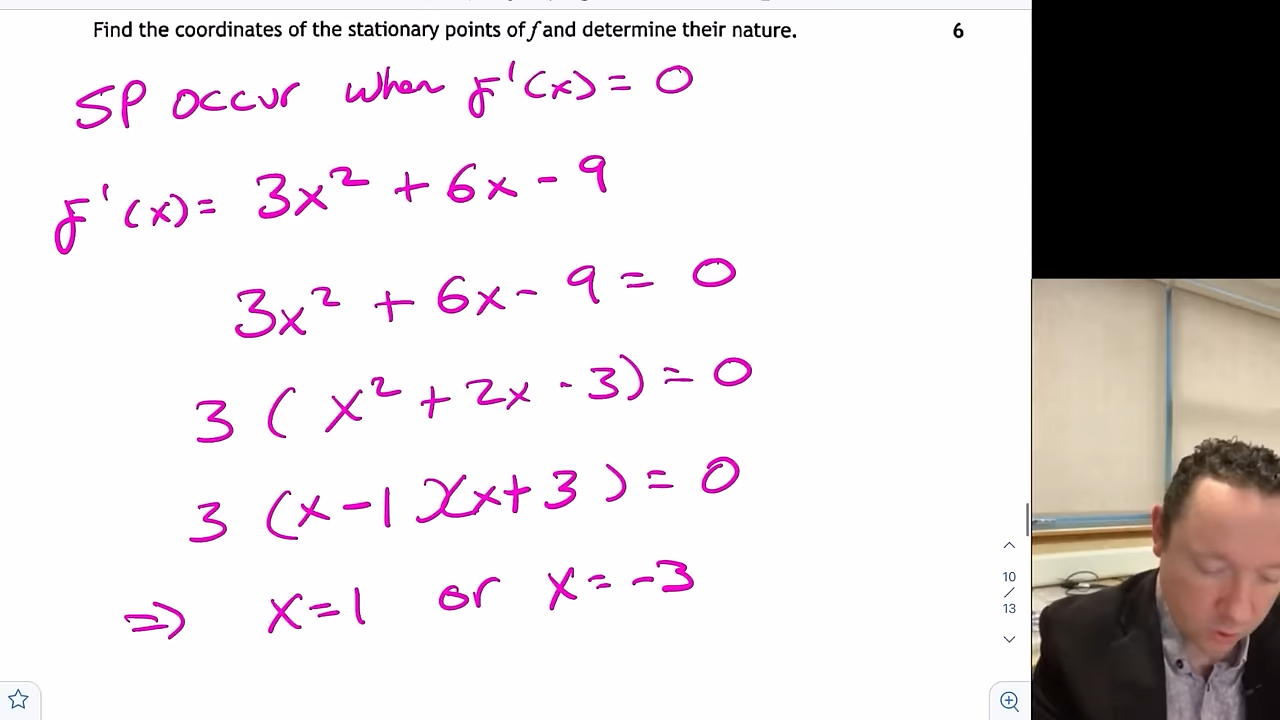 Find the coordinates of the stationary points of f and determine their nature. 6
SP occur when f'(x) = 0
f'(x) = 3x² + 6x - 9
3x² + 6x - 9 = 0
3 ( x² + 2x - 3) = 0
3 (x - 1)(x + 3) = 0
=> x = 1 or x = -3
10
/
13